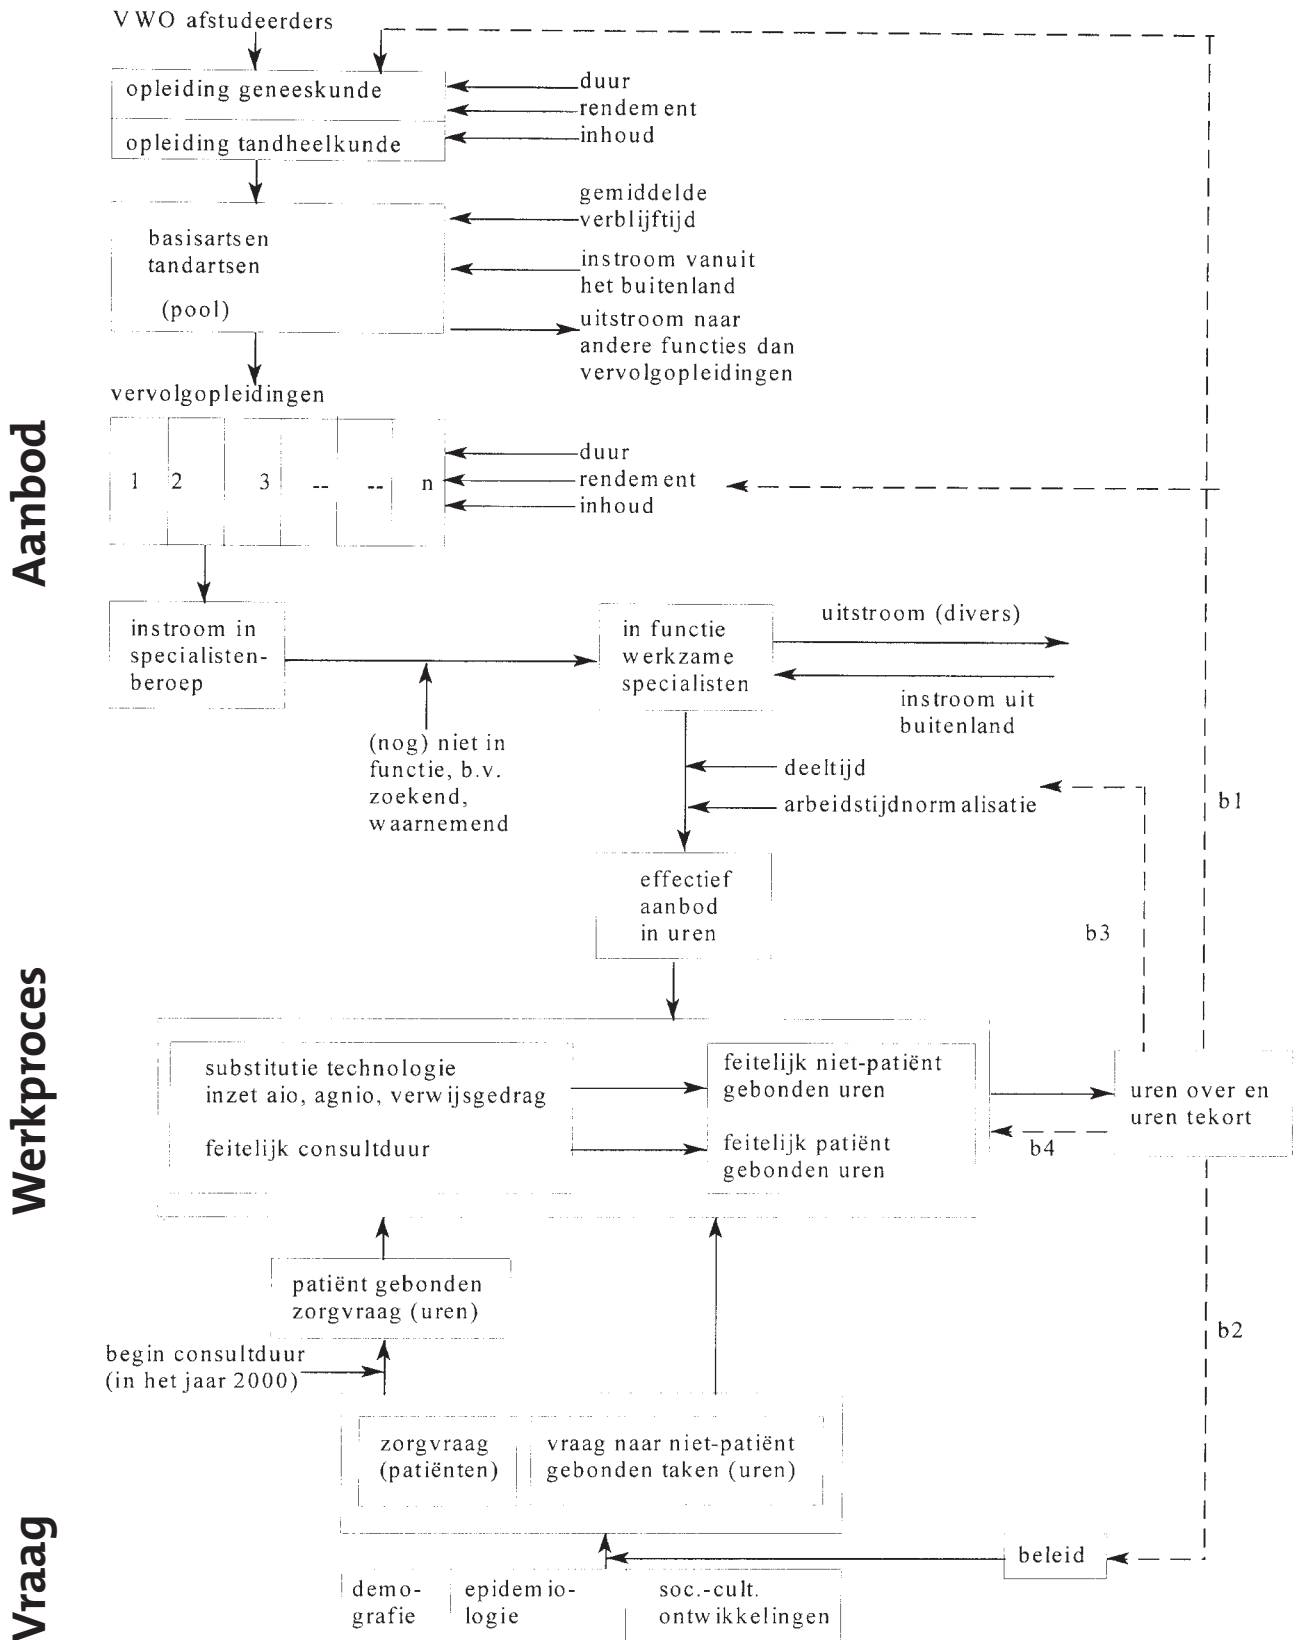 VWO afstudeerders
opleiding geneeskunde
duur
rendement
opleiding tandheelkunde
inhoud
gemiddelde
verblijftijd
basisartsen
tandartsen
(pool)
instroom vanuit
het buitenland
uitstroom naar
andere functies dan
vervolgopleidingen
vervolgopleidingen
Aanbod
1 2 3 -- -- n
duur
rendement
inhoud
instroom in
specialisten-
beroep
in functie
werkzame
specialisten
uitstroom (divers)
instroom uit
buitenland
(nog) niet in
functie, b.v.
zoekend,
waarnemend
deeltijd
arbeidstijdnormalisatie
b1
effectief
aanbod
in uren
b3
Werkproces
substitutie technologie
inzet aio, agnio, verwijsgedrag
feitelijk consultduur
feitelijk niet-patiënt
gebonden uren
feitelijk patiënt
gebonden uren
uren over en
uren tekort
b4
patiënt gebonden
zorgvraag (uren)
b2
begin consultduur
(in het jaar 2000)
Vraag
zorgvraag
(patiënten)
vraag naar niet-patiënt
gebonden taken (uren)
beleid
demo-
grafie
epidemio-
logie
soc.-cult.
ontwikkelingen